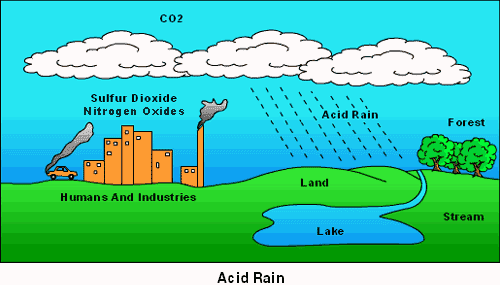 CO2
Sulfur Dioxide
Nitrogen Oxides
Acid Rain
Forest
Land
Humans And Industries
Stream
Lake
Acid Rain